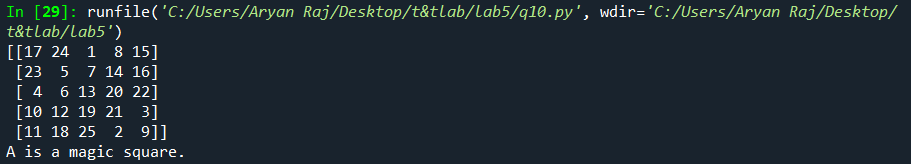 In [29]: runfile('C:/Users/Aryan Raj/Desktop/t&tlab/lab5/q10.py', wdir='C:/Users/Aryan Raj/Desktop/
t&tlab/lab5')
[[17 24  1  8 15]
 [23  5  7 14 16]
 [ 4  6 13 20 22]
 [10 12 19 21  3]
 [11 18 25  2  9]]
A is a magic square.